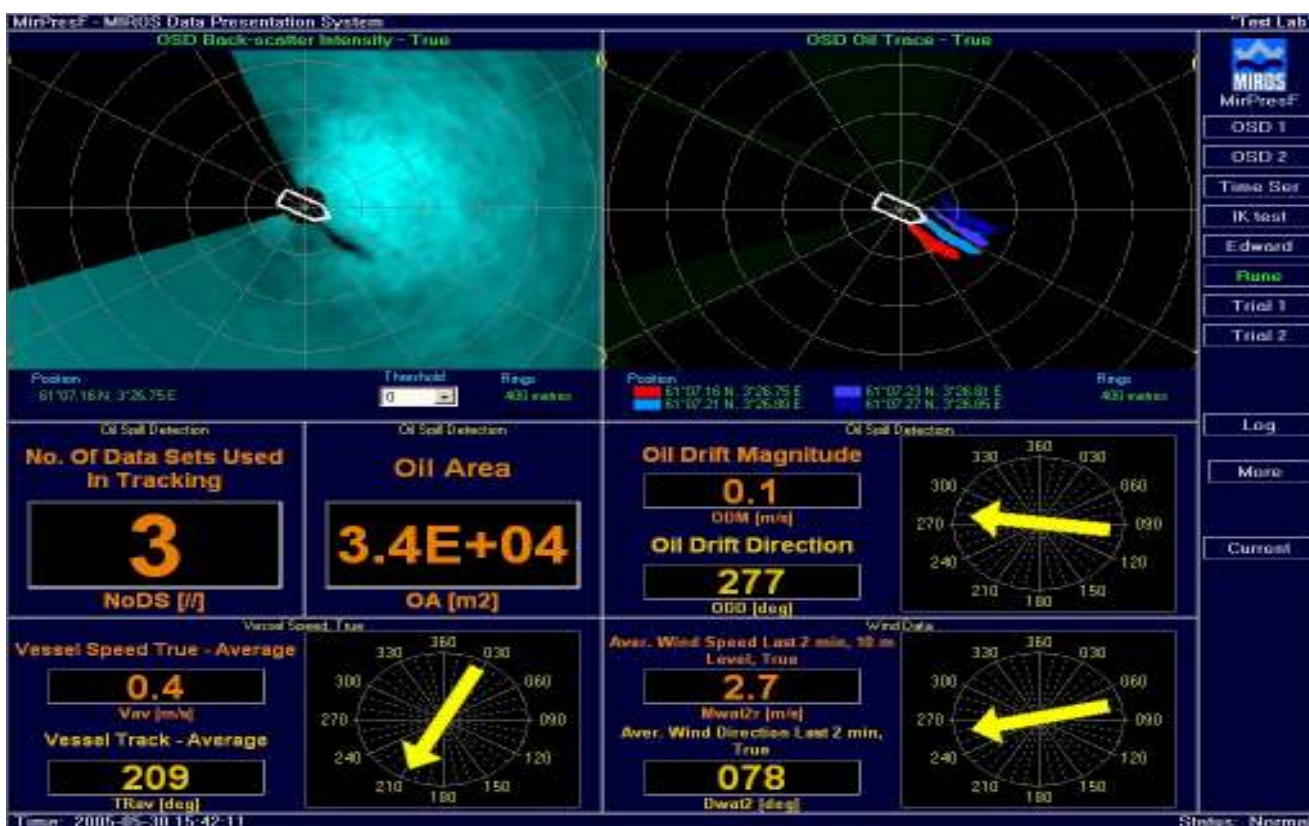 MirPresF - MIROS Data Presentation System
"Test Lab
OSD Back-scatter Intensity - True
OSD Oil Trace - True
MIROS
MirPresF
OSD 1
OSD 2
Time Ser
IK test
Edward
Rune
Trial 1
Trial 2
Log
More
Current
Position
61°07.16 N, 3°26.75 E
Threshold
0
Rings
400 metres
Position
61°07.16 N, 3°26.75 E
61°07.21 N, 3°26.80 E
61°07.23 N, 3°26.81 E
61°07.27 N, 3°26.85 E
Rings
400 metres
Oil Spill Detection
No. Of Data Sets Used
In Tracking
3
NoDS [//]
Oil Spill Detection
Oil Area
3.4E+04
OA [m2]
Oil Spill Detection
Oil Drift Magnitude
0.1
ODM [m/s]
Oil Drift Direction
277
ODD [deg]
360
030
060
090
120
150
180
210
240
270
300
330
Vessel Speed, True
Vessel Speed True - Average
0.4
Vav [m/s]
Vessel Track - Average
209
TRav [deg]
360
030
060
090
120
150
180
210
240
270
300
330
Wind Data
Aver. Wind Speed Last 2 min, 10 m
Level, True
2.7
Mwat2r [m/s]
Aver. Wind Direction Last 2 min,
True
078
Dwat2 [deg]
360
030
060
090
120
150
180
210
240
270
300
330
Time: 2005-05-30 15:42:11
Status: Norma